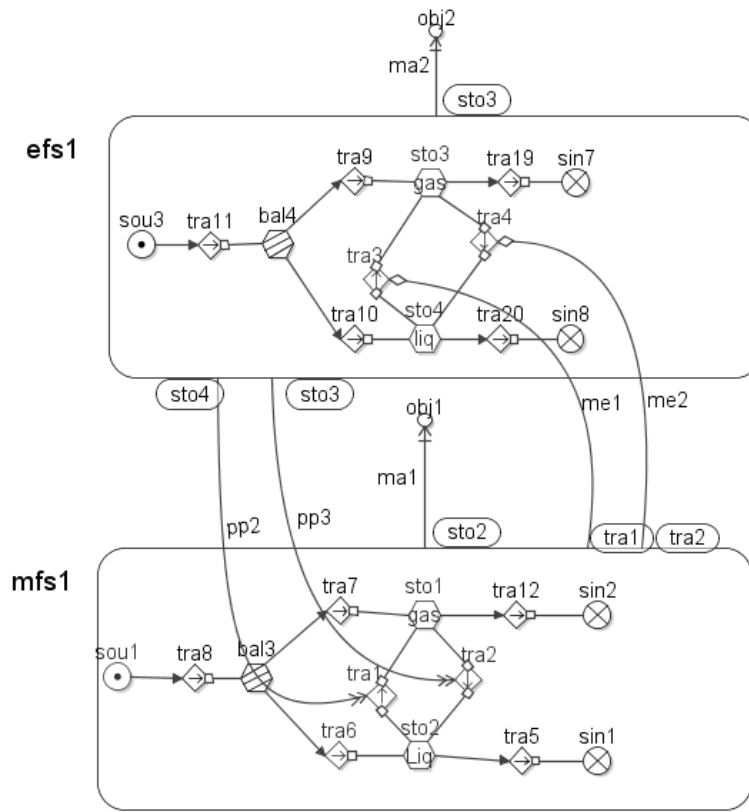 obj2
ma2
sto3
efs1
tra9
sto3
tra19
sin7
gas
sou3
tra11
bal4
tra4
tra3
tra10
sto4
tra20
sin8
liq
sto4
sto3
obj1
me1
me2
ma1
pp2
pp3
sto2
tra1
tra2
mfs1
tra7
sto1
tra12
sin2
gas
sou1
tra8
bal3
tra1
tra2
tra6
sto2
tra5
sin1
Liq